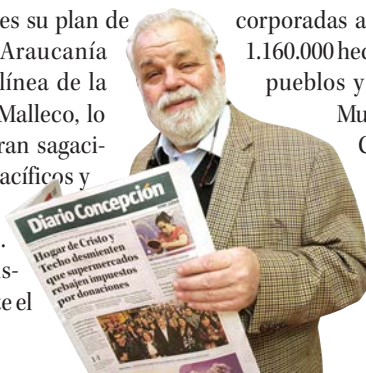 es su plan de
Araucanía
línea de la
Malleco, lo
ran sagaci-
acíficos y
.
s-
te el
corporadas a
1.160.000 hec
pueblos y
Mu
C
Diario Concepción
Hogar de Cristo y
Techo desmienten
que supermercados
rebajen impuestos
por donaciones